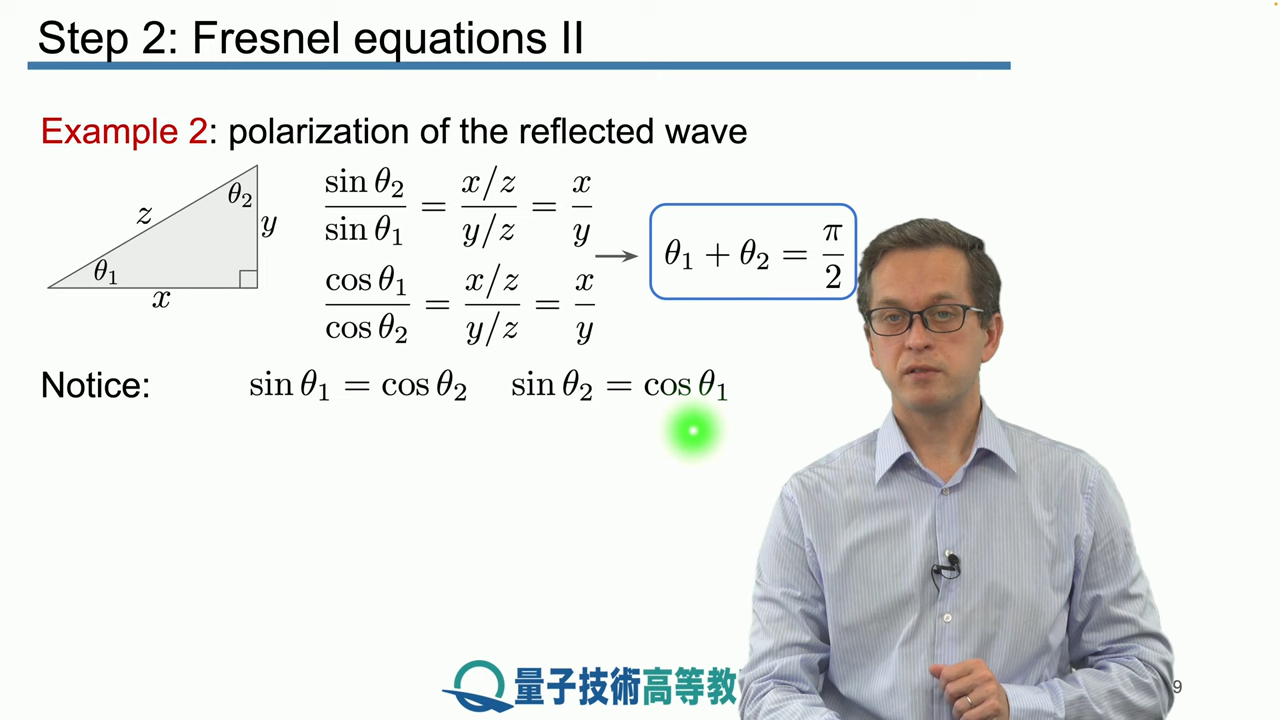 Step 2: Fresnel equations II
Example 2: polarization of the reflected wave
z θ₂ y θ₁ x
sin θ₂ / sin θ₁ = (x/z) / (y/z) = x / y
cos θ₁ / cos θ₂ = (x/z) / (y/z) = x / y
→ θ₁ + θ₂ = π / 2
Notice: sin θ₁ = cos θ₂ sin θ₂ = cos θ₁
量子技術高等教
9